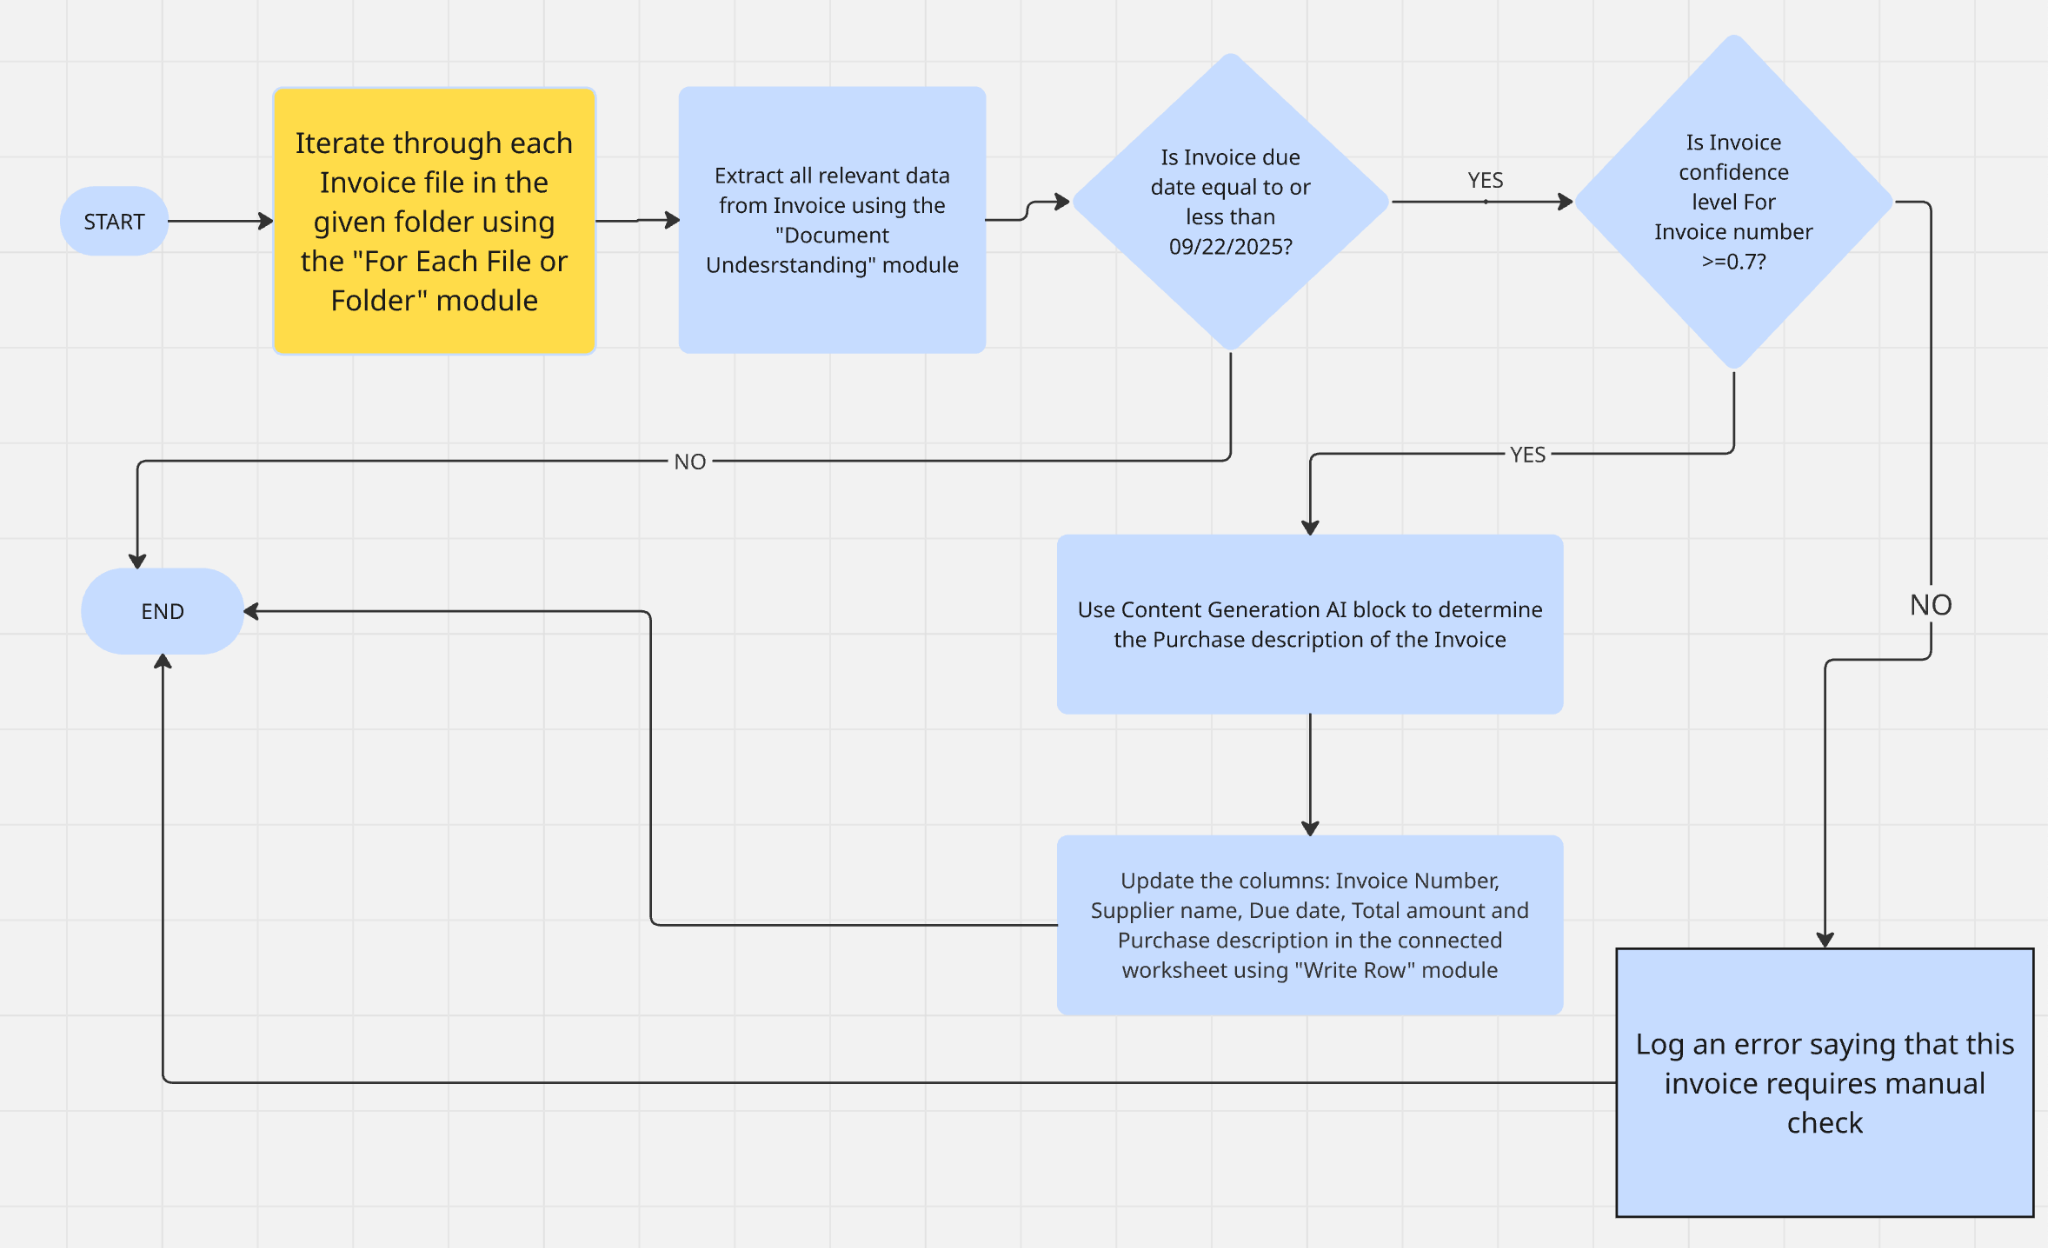 START
Iterate through each
Invoice file in the
given folder using
the "For Each File or
Folder" module
Extract all relevant data
from Invoice using the
"Document
Undesrstanding" module
Is Invoice due
date equal to or
less than
09/22/2025?
YES
Is Invoice
confidence
level For
Invoice number
>=0.7?
NO
YES
END
Use Content Generation AI block to determine
the Purchase description of the Invoice
NO
Update the columns: Invoice Number,
Supplier name, Due date, Total amount and
Purchase description in the connected
worksheet using "Write Row" module
Log an error saying that this
invoice requires manual
check